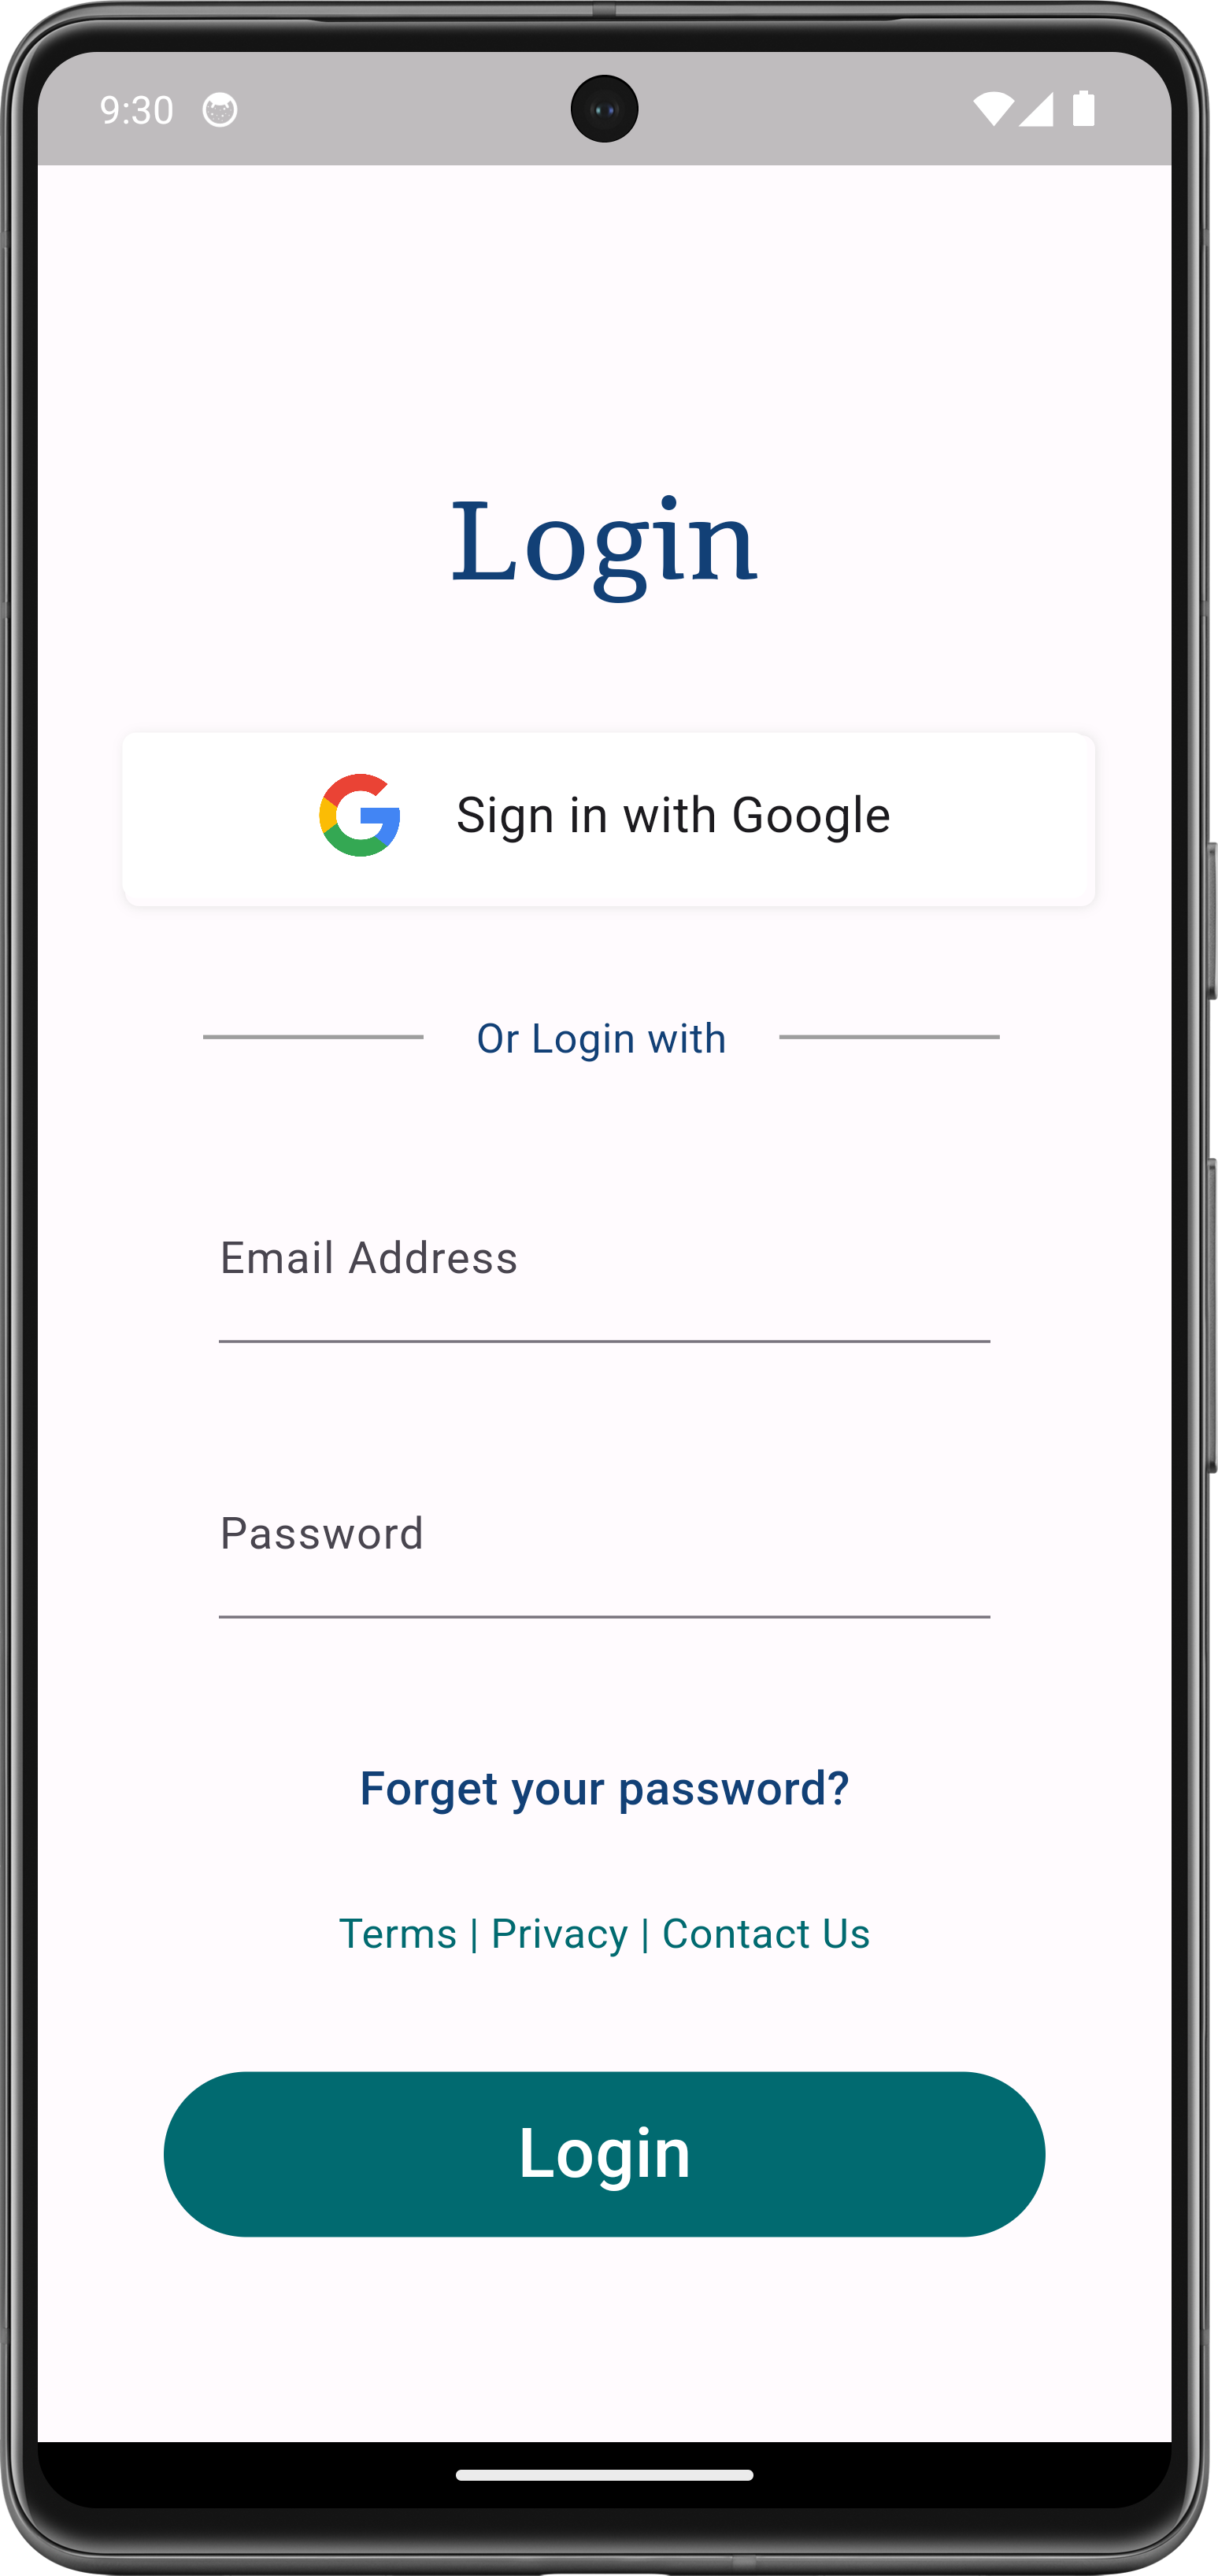 9:30
Login
Sign in with Google
Or Login with
Email Address
Password
Forget your password?
Terms | Privacy | Contact Us
Login